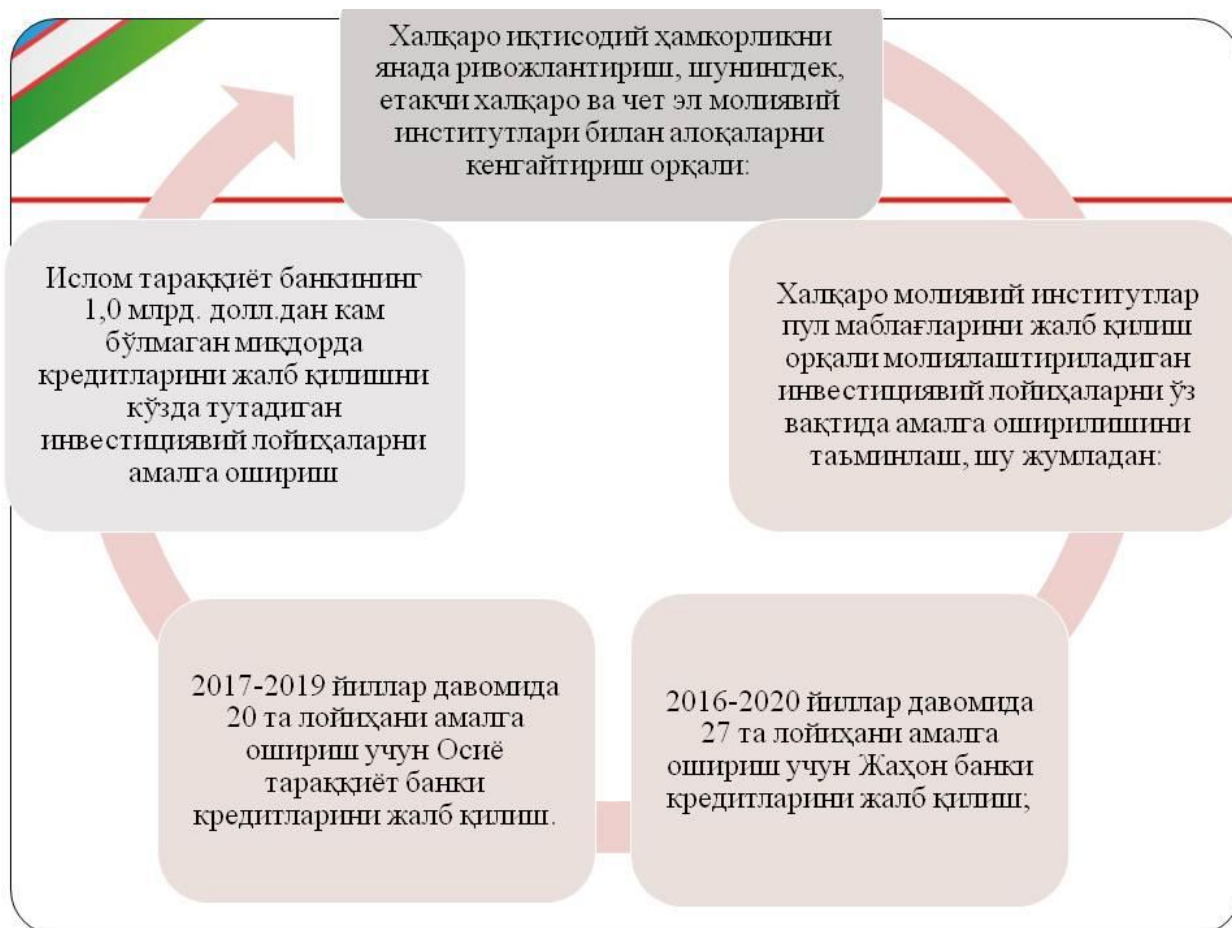 Халқаро иқтисодий ҳамкорликни
янада ривожлантириш, шунингдек,
етакчи халқаро ва чет эл молиявий
институтлари билан алоқаларни
кенгайтириш орқали:
Халқаро молиявий институтлар
пул маблағларини жалб қилиш
орқали молиялаштириладиган
инвестициявий лойиҳаларни ўз
вақтида амалга оширилишини
таьминлаш, шу жумладан:
2016-2020 йиллар давомида
27 та лойиҳани амалга
ошириш учун Жаҳон банки
кредитларини жалб қилиш;
2017-2019 йиллар давомида
20 та лойиҳани амалга
ошириш учун Осиё
тараққиёт банки
кредитларини жалб қилиш.
Ислом тараққиёт банкининг
1,0 млрд. долл.дан кам
бўлмаган миқдорда
кредитларини жалб қилишни
кўзда тутадиган
инвестициявий лойиҳаларни
амалга ошириш